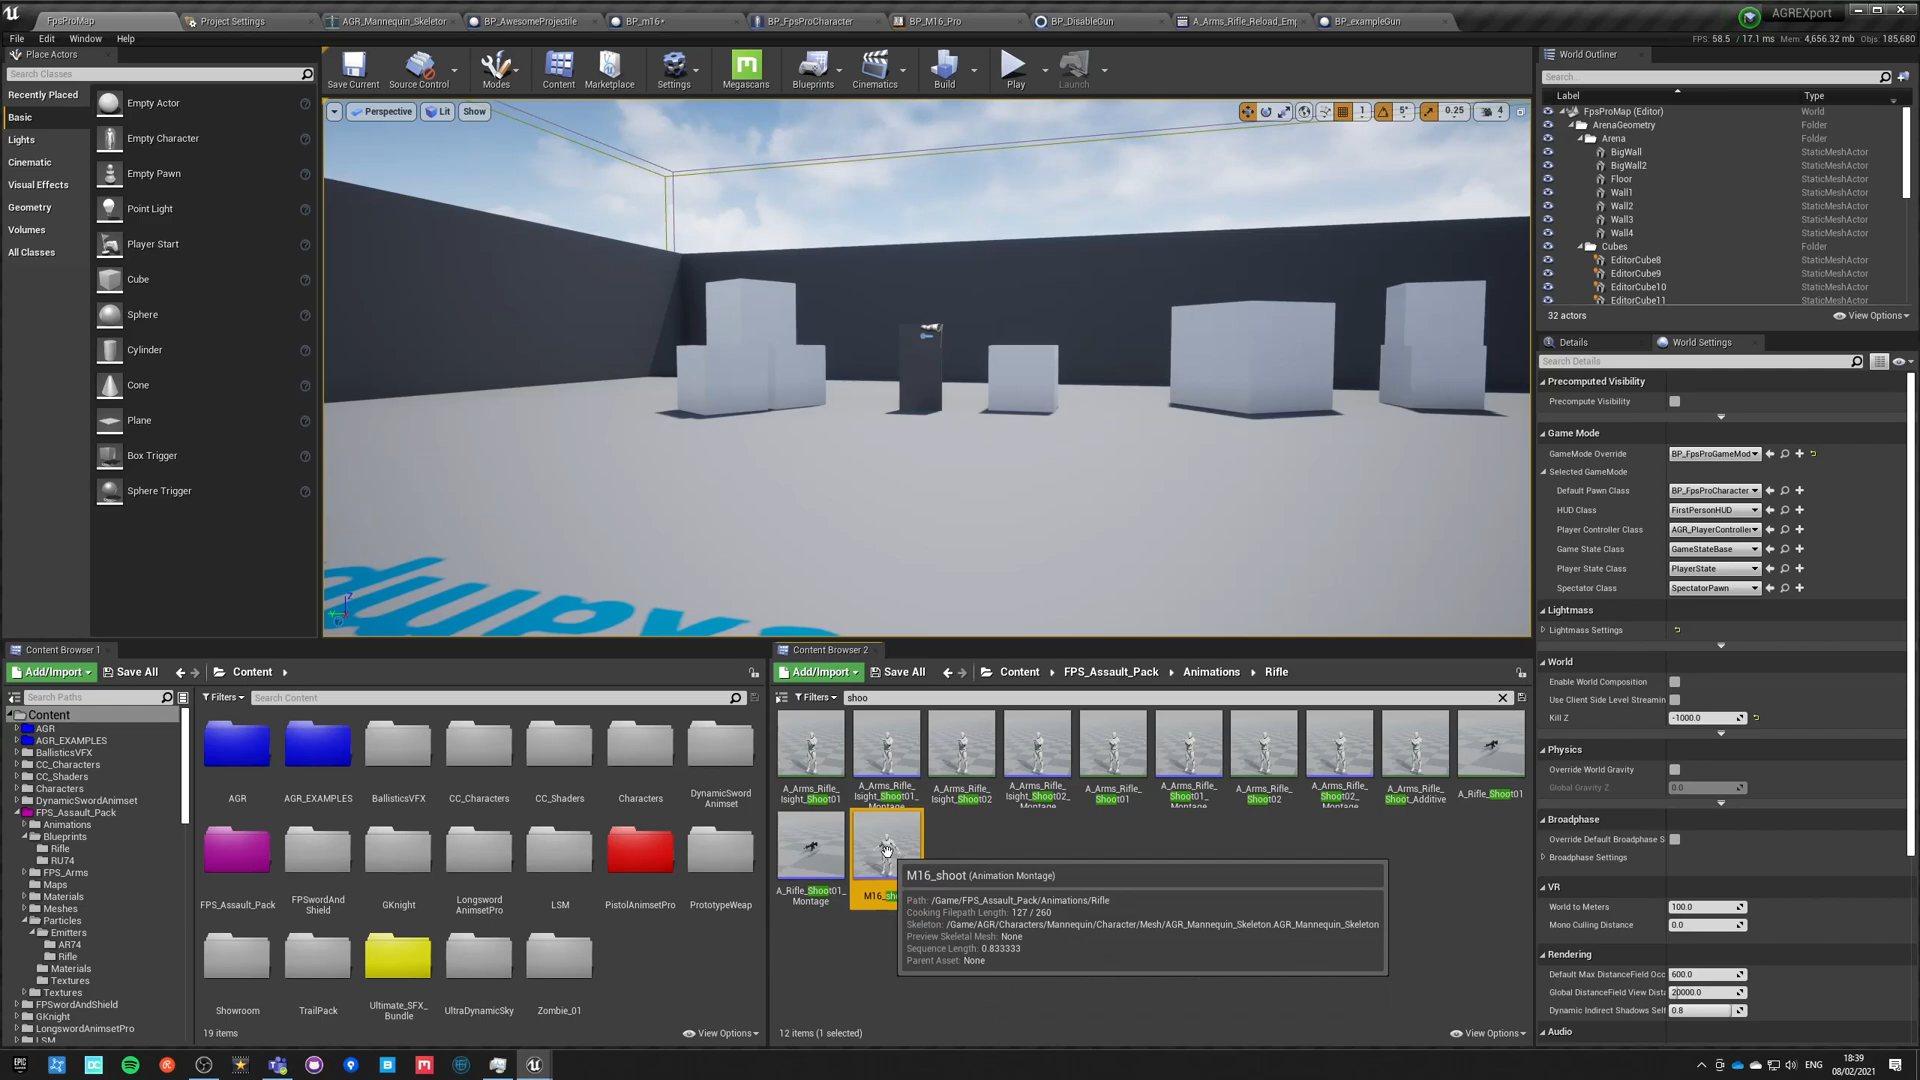 FpsProMap
Project Settings
AGR_Mannequin_Skeleton
BP_AwesomeProjectile
BP_m16*
BP_FpsProCharacter
BP_M16_Pro
BP_DisableGun
A_Arms_Rifle_Reload_Emp
BP_exampleGun
AGREXport
File
Edit
Window
Help
FPS: 58.5 / 17.1 ms
Mem: 4,656.32 mb
Objs: 185,680
Place Actors
Search Classes
Recently Placed
Basic
Lights
Cinematic
Visual Effects
Geometry
Volumes
All Classes
Empty Actor
Empty Character
Empty Pawn
Point Light
Player Start
Cube
Sphere
Cylinder
Cone
Plane
Box Trigger
Sphere Trigger
Save Current
Source Control
Modes
Content
Marketplace
Settings
Megascans
Blueprints
Cinematics
Build
Play
Launch
Perspective
Lit
Show
1
5°
0.25
4
World Outliner
Search...
Label
Type
FpsProMap (Editor) World
ArenaGeometry Folder
Arena Folder
BigWall StaticMeshActor
BigWall2 StaticMeshActor
Floor StaticMeshActor
Wall1 StaticMeshActor
Wall2 StaticMeshActor
Wall3 StaticMeshActor
Wall4 StaticMeshActor
Cubes Folder
EditorCube8 StaticMeshActor
EditorCube9 StaticMeshActor
EditorCube10 StaticMeshActor
EditorCube11 StaticMeshActor
32 actors
View Options
Details
World Settings
Search Details
Precomputed Visibility
Precompute Visibility
Game Mode
GameMode Override BP_FpsProGameMod
Selected GameMode
Default Pawn Class BP_FpsProCharacter
HUD Class FirstPersonHUD
Player Controller Class AGR_PlayerController
Game State Class GameStateBase
Player State Class PlayerState
Spectator Class SpectatorPawn
Lightmass
Lightmass Settings
World
Enable World Composition
Use Client Side Level Streamin
Kill Z -1000.0
Physics
Override World Gravity
Global Gravity Z 0.0
Broadphase
Override Default Broadphase S
Broadphase Settings
VR
World to Meters 100.0
Mono Culling Distance 0.0
Rendering
Default Max DistanceField Occ 600.0
Global DistanceField View Dista 20000.0
Dynamic Indirect Shadows Self 0.8
Audio
Content Browser 1
Add/Import
Save All
Content
Search Paths
Filters
Search Content
Content
AGR
AGR_EXAMPLES
BallisticsVFX
CC_Characters
CC_Shaders
Characters
DynamicSwordAnimset
FPS_Assault_Pack
Animations
Blueprints
Rifle
RU74
FPS_Arms
Maps
Materials
Meshes
Particles
Emitters
AR74
Rifle
Materials
Textures
Textures
FPSwordAndShield
GKnight
LongswordAnimsetPro
LSM
AGR
AGR_EXAMPLES
BallisticsVFX
CC_Characters
CC_Shaders
Characters
DynamicSword
Animset
FPS_Assault_Pack
FPSwordAnd
Shield
GKnight
Longsword
AnimsetPro
LSM
PistolAnimsetPro
PrototypeWeap
Showroom
TrailPack
Ultimate_SFX_
Bundle
UltraDynamicSky
Zombie_01
19 items
View Options
Content Browser 2
Add/Import
Save All
Content
FPS_Assault_Pack
Animations
Rifle
Filters
shoo
A_Arms_Rifle_
Isight_Shoot01
A_Arms_Rifle_
Isight_Shoot01_
Montage
A_Arms_Rifle_
Isight_Shoot02
A_Arms_Rifle_
Isight_Shoot02_
Montage
A_Arms_Rifle_
Shoot01
A_Arms_Rifle_
Shoot01_
Montage
A_Arms_Rifle_
Shoot02
A_Arms_Rifle_
Shoot02_
Montage
A_Arms_Rifle_
Shoot_Additive
A_Rifle_Shoot01
A_Rifle_Shoot01_
Montage
M16_sh
M16_shoot (Animation Montage)
Path: /Game/FPS_Assault_Pack/Animations/Rifle
Cooking Filepath Length: 127 / 260
Skeleton: /Game/AGR/Characters/Mannequin/Character/Mesh/AGR_Mannequin_Skeleton.AGR_Mannequin_Skeleton
Preview Skeletal Mesh: None
Sequence Length: 0.833333
Parent Asset: None
12 items (1 selected)
View Options
EPIC
DC
ENG
18:39
08/02/2021